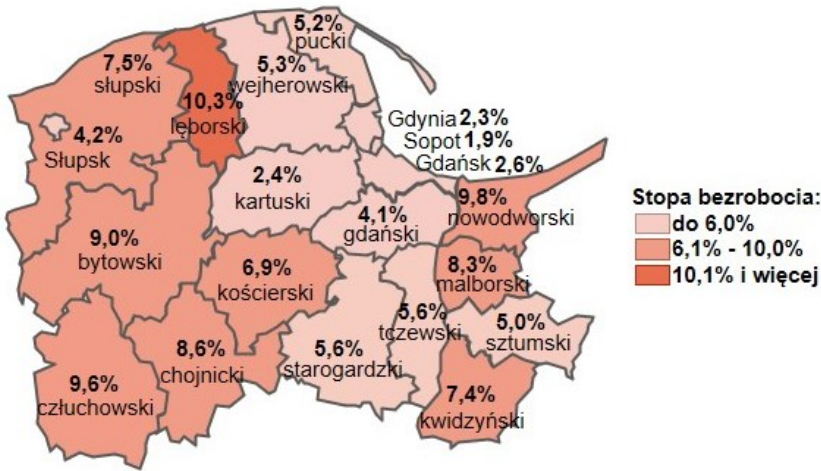 5,2%
pucki
7,5%
słupski
5,3%
wejherowski
10,3%
lęborski
Gdynia 2,3%
Sopot 1,9%
Gdańsk 2,6%
4,2%
Słupsk
2,4%
kartuski
9,8%
nowodworski
4,1%
gdański
9,0%
bytowski
6,9%
kościerski
8,3%
malborski
5,6%
tczewski
5,0%
sztumski
8,6%
chojnicki
5,6%
starogardzki
9,6%
człuchowski
7,4%
kwidzyński
Stopa bezrobocia:
do 6,0%
6,1% - 10,0%
10,1% i więcej